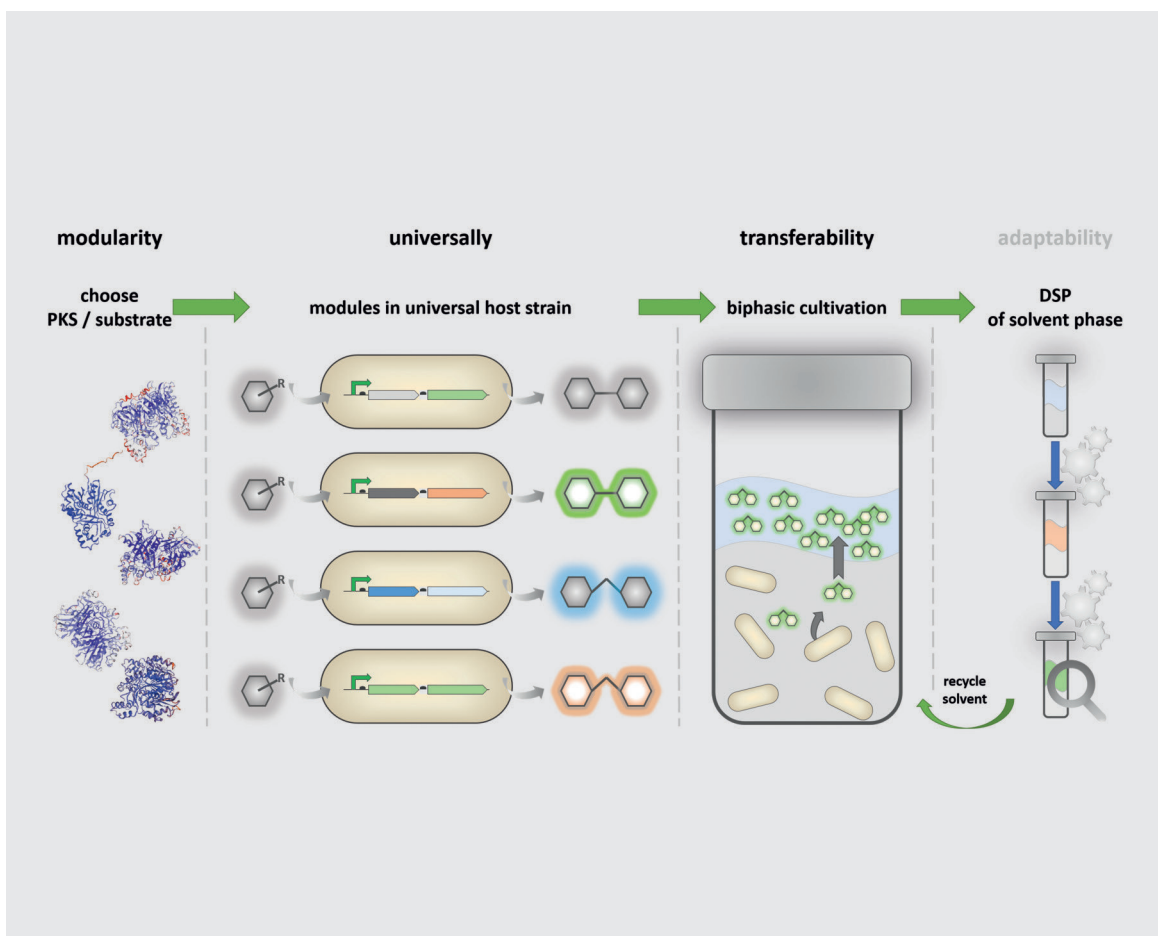 modularity
universally
transferability
adaptability
choose
PKS / substrate
modules in universal host strain
biphasic cultivation
DSP
of solvent phase
R
R
R
R
recycle
solvent